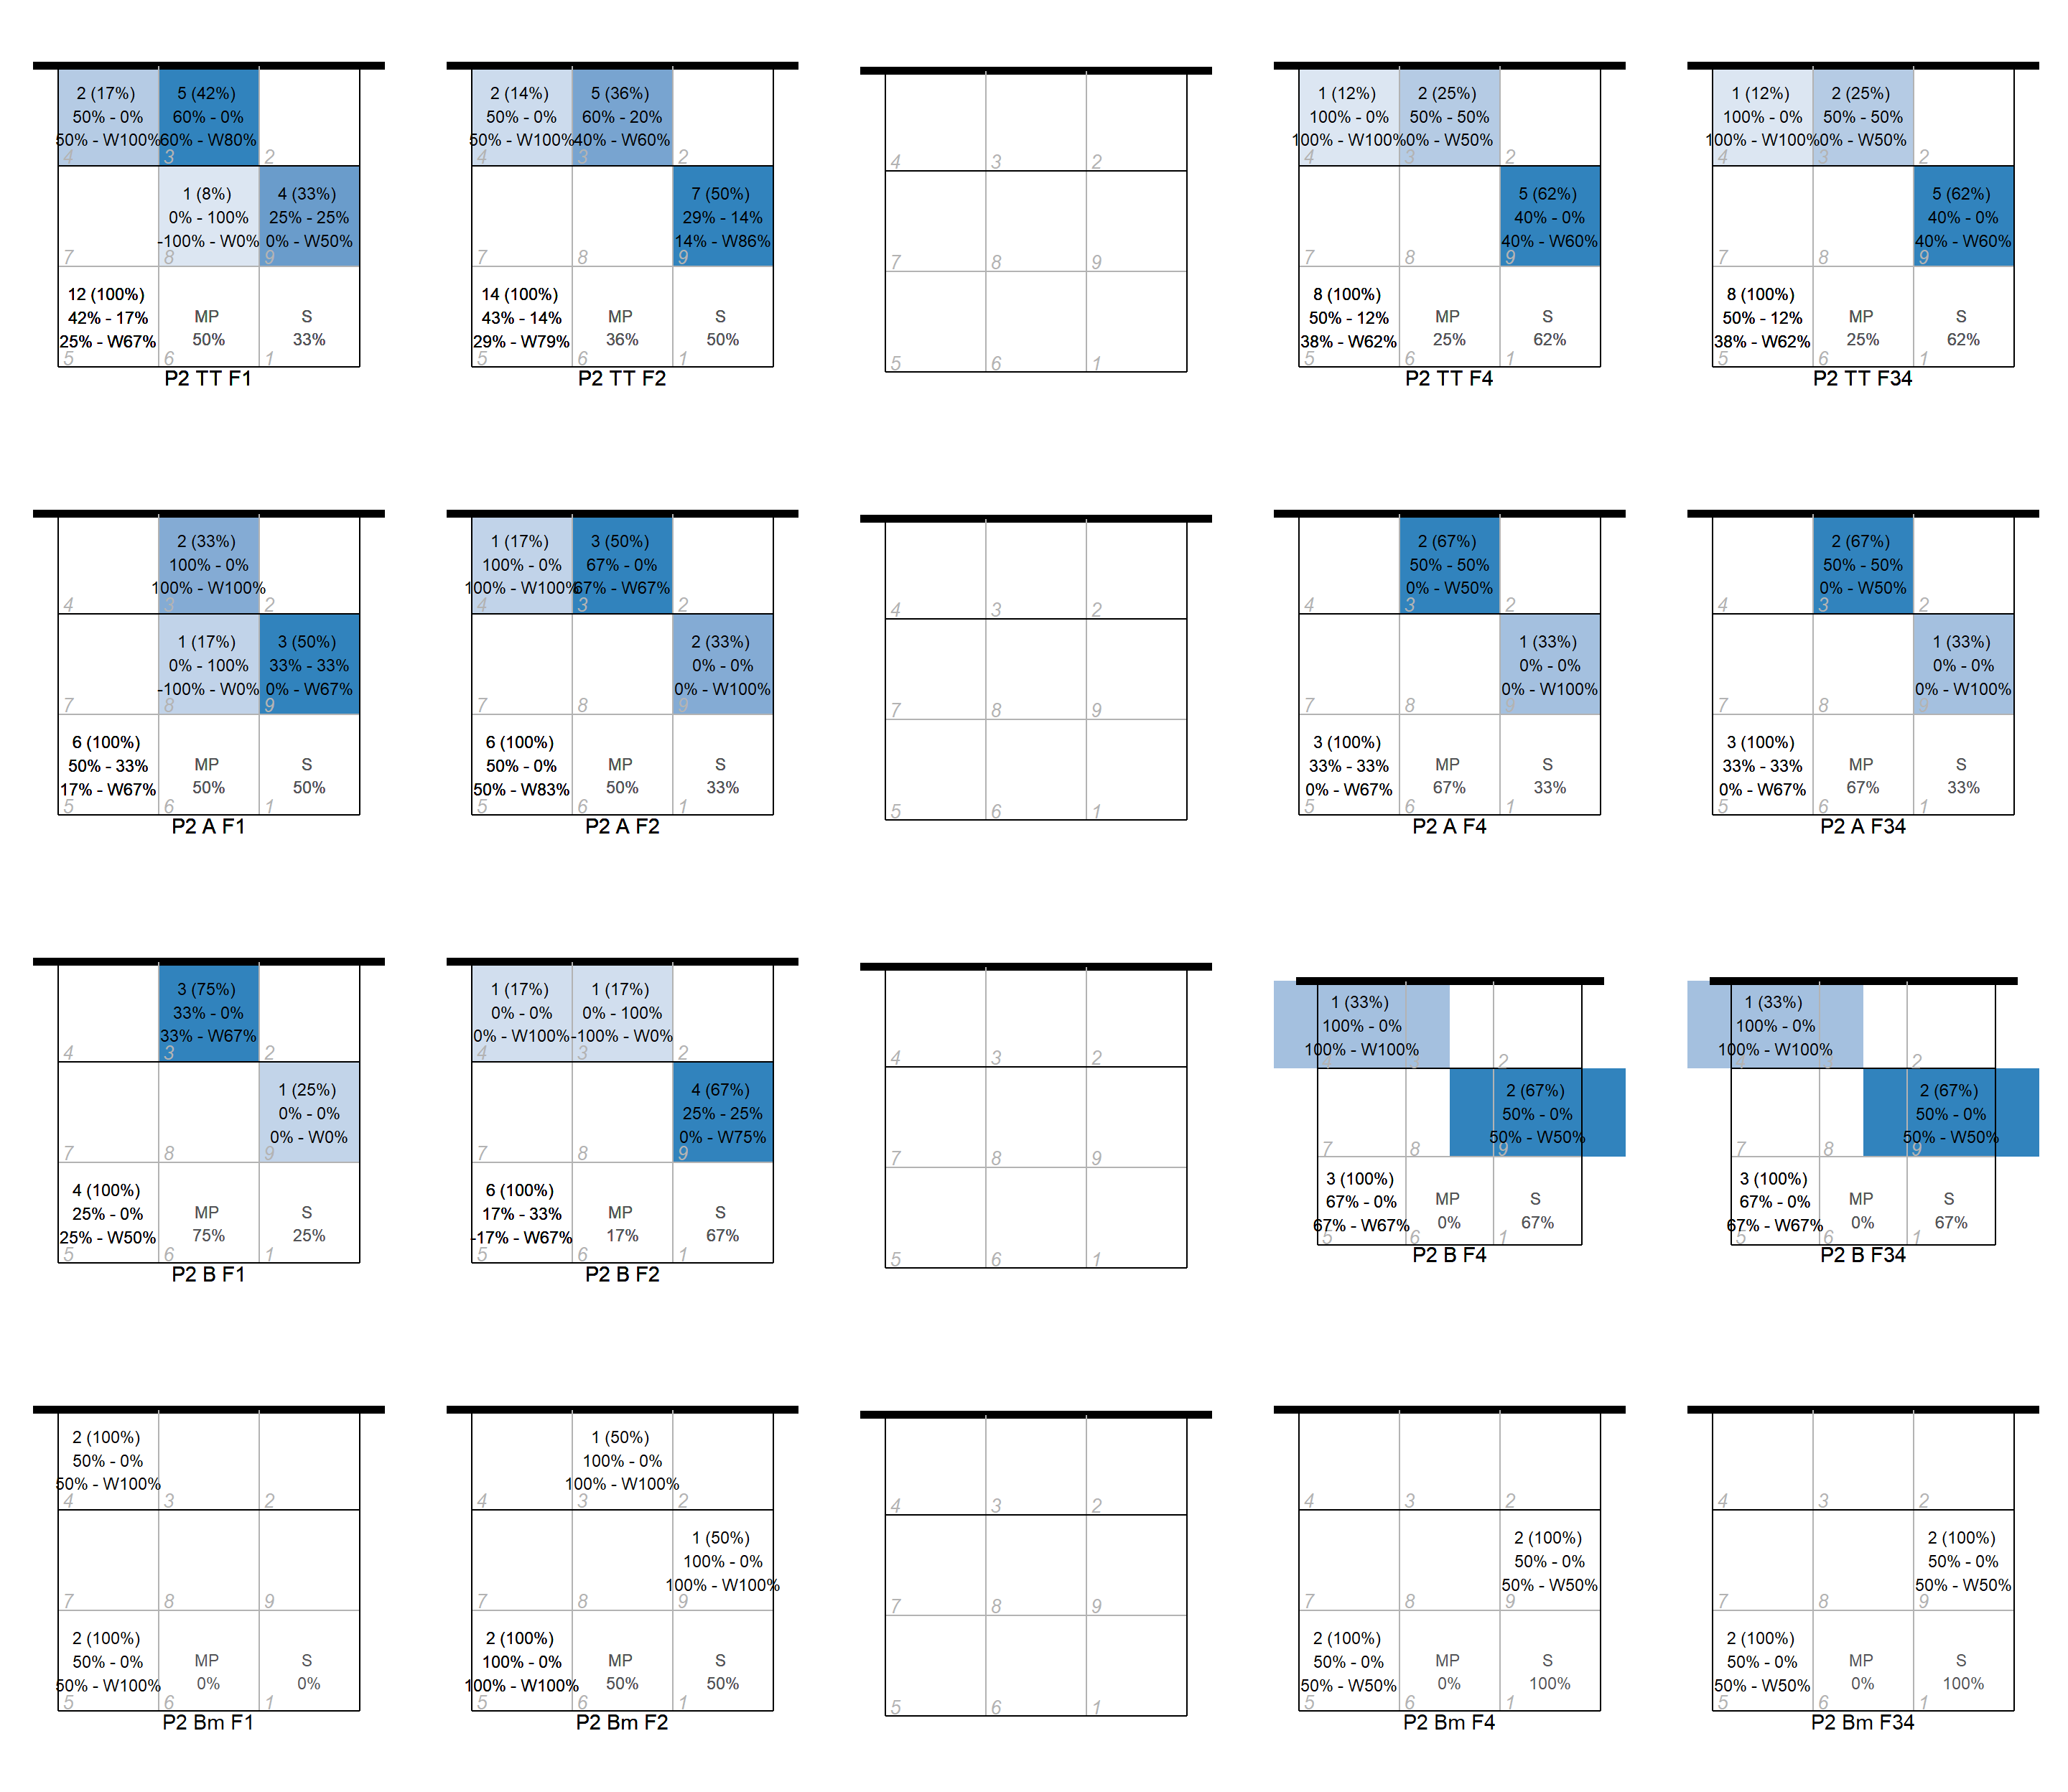 2 (17%)
50% - 0%
50% - W100%
4
5 (42%)
60% - 0%
60% - W80%
3
2
7
1 (8%)
0% - 100%
-100% - W0%
8
4 (33%)
25% - 25%
0% - W50%
9
12 (100%)
42% - 17%
25% - W67%
5
MP
50%
6
S
33%
1
P2 TT F1
2 (14%)
50% - 0%
50% - W100%
4
5 (36%)
60% - 20%
40% - W60%
3
2
7
8
7 (50%)
29% - 14%
14% - W86%
9
14 (100%)
43% - 14%
29% - W79%
5
MP
36%
6
S
50%
1
P2 TT F2
4
3
2
7
8
9
5
6
1
1 (12%)
100% - 0%
100% - W100%
4
2 (25%)
50% - 50%
0% - W50%
3
2
7
8
5 (62%)
40% - 0%
40% - W60%
9
8 (100%)
50% - 12%
38% - W62%
5
MP
25%
6
S
62%
1
P2 TT F4
1 (12%)
100% - 0%
100% - W100%
4
2 (25%)
50% - 50%
0% - W50%
3
2
7
8
5 (62%)
40% - 0%
40% - W60%
9
8 (100%)
50% - 12%
38% - W62%
5
MP
25%
6
S
62%
1
P2 TT F34
4
2 (33%)
100% - 0%
100% - W100%
3
2
7
1 (17%)
0% - 100%
-100% - W0%
8
3 (50%)
33% - 33%
0% - W67%
9
6 (100%)
50% - 33%
17% - W67%
5
MP
50%
6
S
50%
1
P2 A F1
1 (17%)
100% - 0%
100% - W100%
4
3 (50%)
67% - 0%
67% - W67%
3
2
7
8
2 (33%)
0% - 0%
0% - W100%
9
6 (100%)
50% - 0%
50% - W83%
5
MP
50%
6
S
33%
1
P2 A F2
4
3
2
7
8
9
5
6
1
4
2 (67%)
50% - 50%
0% - W50%
3
2
7
8
1 (33%)
0% - 0%
0% - W100%
9
3 (100%)
33% - 33%
0% - W67%
5
MP
67%
6
S
33%
1
P2 A F4
4
2 (67%)
50% - 50%
0% - W50%
3
2
7
8
1 (33%)
0% - 0%
0% - W100%
9
3 (100%)
33% - 33%
0% - W67%
5
MP
67%
6
S
33%
1
P2 A F34
4
3 (75%)
33% - 0%
33% - W67%
3
2
7
8
1 (25%)
0% - 0%
0% - W0%
9
4 (100%)
25% - 0%
25% - W50%
5
MP
75%
6
S
25%
1
P2 B F1
1 (17%)
0% - 0%
0% - W100%
4
1 (17%)
0% - 100%
-100% - W0%
3
2
7
8
4 (67%)
25% - 25%
0% - W75%
9
6 (100%)
17% - 33%
-17% - W67%
5
MP
17%
6
S
67%
1
P2 B F2
4
3
2
7
8
9
5
6
1
1 (33%)
100% - 0%
100% - W100%
2
7
8
2 (67%)
50% - 0%
50% - W50%
9
3 (100%)
67% - 0%
67% - W67%
5
MP
0%
6
S
67%
1
P2 B F4
1 (33%)
100% - 0%
100% - W100%
2
7
8
2 (67%)
50% - 0%
50% - W50%
9
3 (100%)
67% - 0%
67% - W67%
5
MP
0%
6
S
67%
1
P2 B F34
2 (100%)
50% - 0%
50% - W100%
4
3
2
7
8
9
2 (100%)
50% - 0%
50% - W100%
5
MP
0%
6
S
0%
1
P2 Bm F1
4
1 (50%)
100% - 0%
100% - W100%
3
2
7
8
1 (50%)
100% - 0%
100% - W100%
9
2 (100%)
100% - 0%
100% - W100%
5
MP
50%
6
S
50%
1
P2 Bm F2
4
3
2
7
8
9
5
6
1
4
3
2
7
8
2 (100%)
50% - 0%
50% - W50%
9
2 (100%)
50% - 0%
50% - W50%
5
MP
0%
6
S
100%
1
P2 Bm F4
4
3
2
7
8
2 (100%)
50% - 0%
50% - W50%
9
2 (100%)
50% - 0%
50% - W50%
5
MP
0%
6
S
100%
1
P2 Bm F34